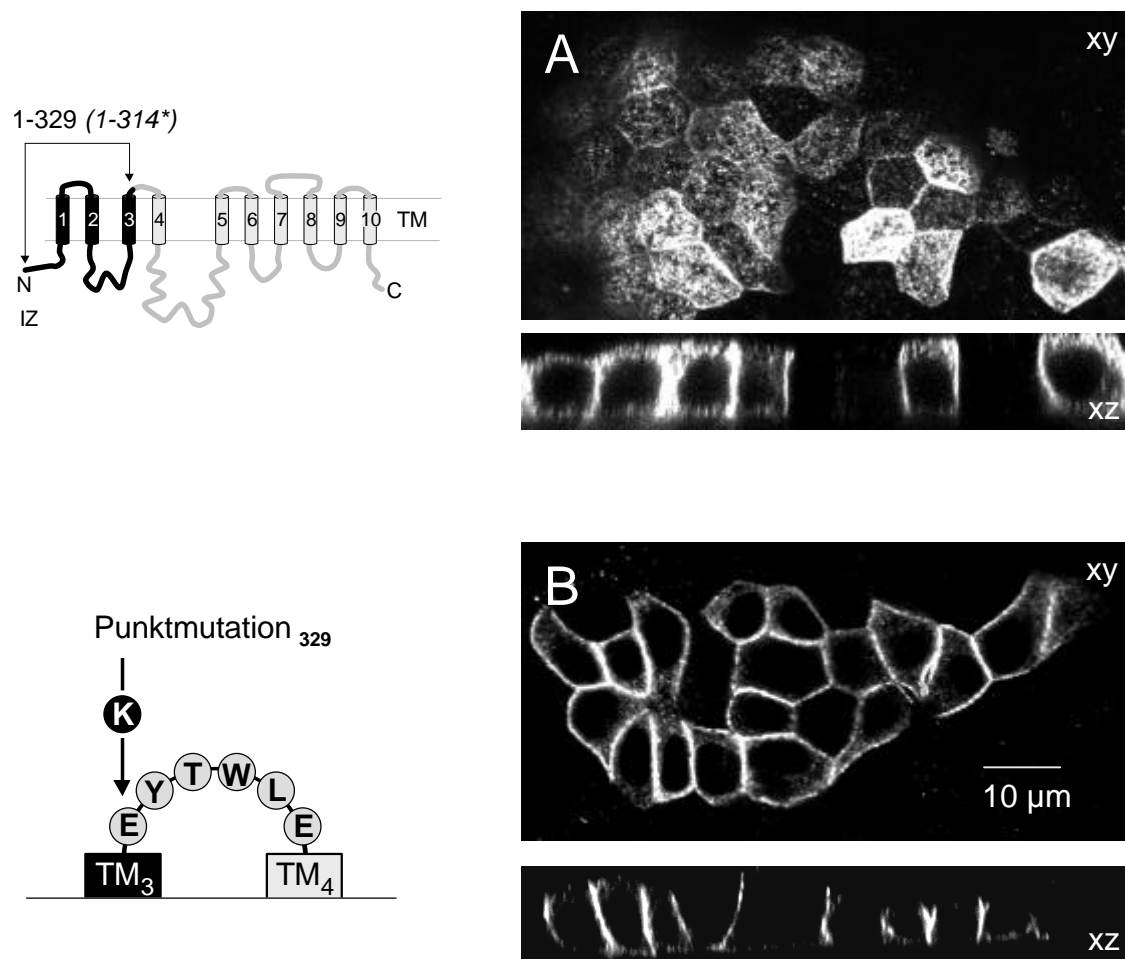 A
xy
1-329 (1-314*)
1 2 3 4 5 6 7 8 9 10 TM
N
C
IZ
xz
B
xy
Punktmutation 329
K
E Y T W L E
10 µm
TM3 TM4
xz